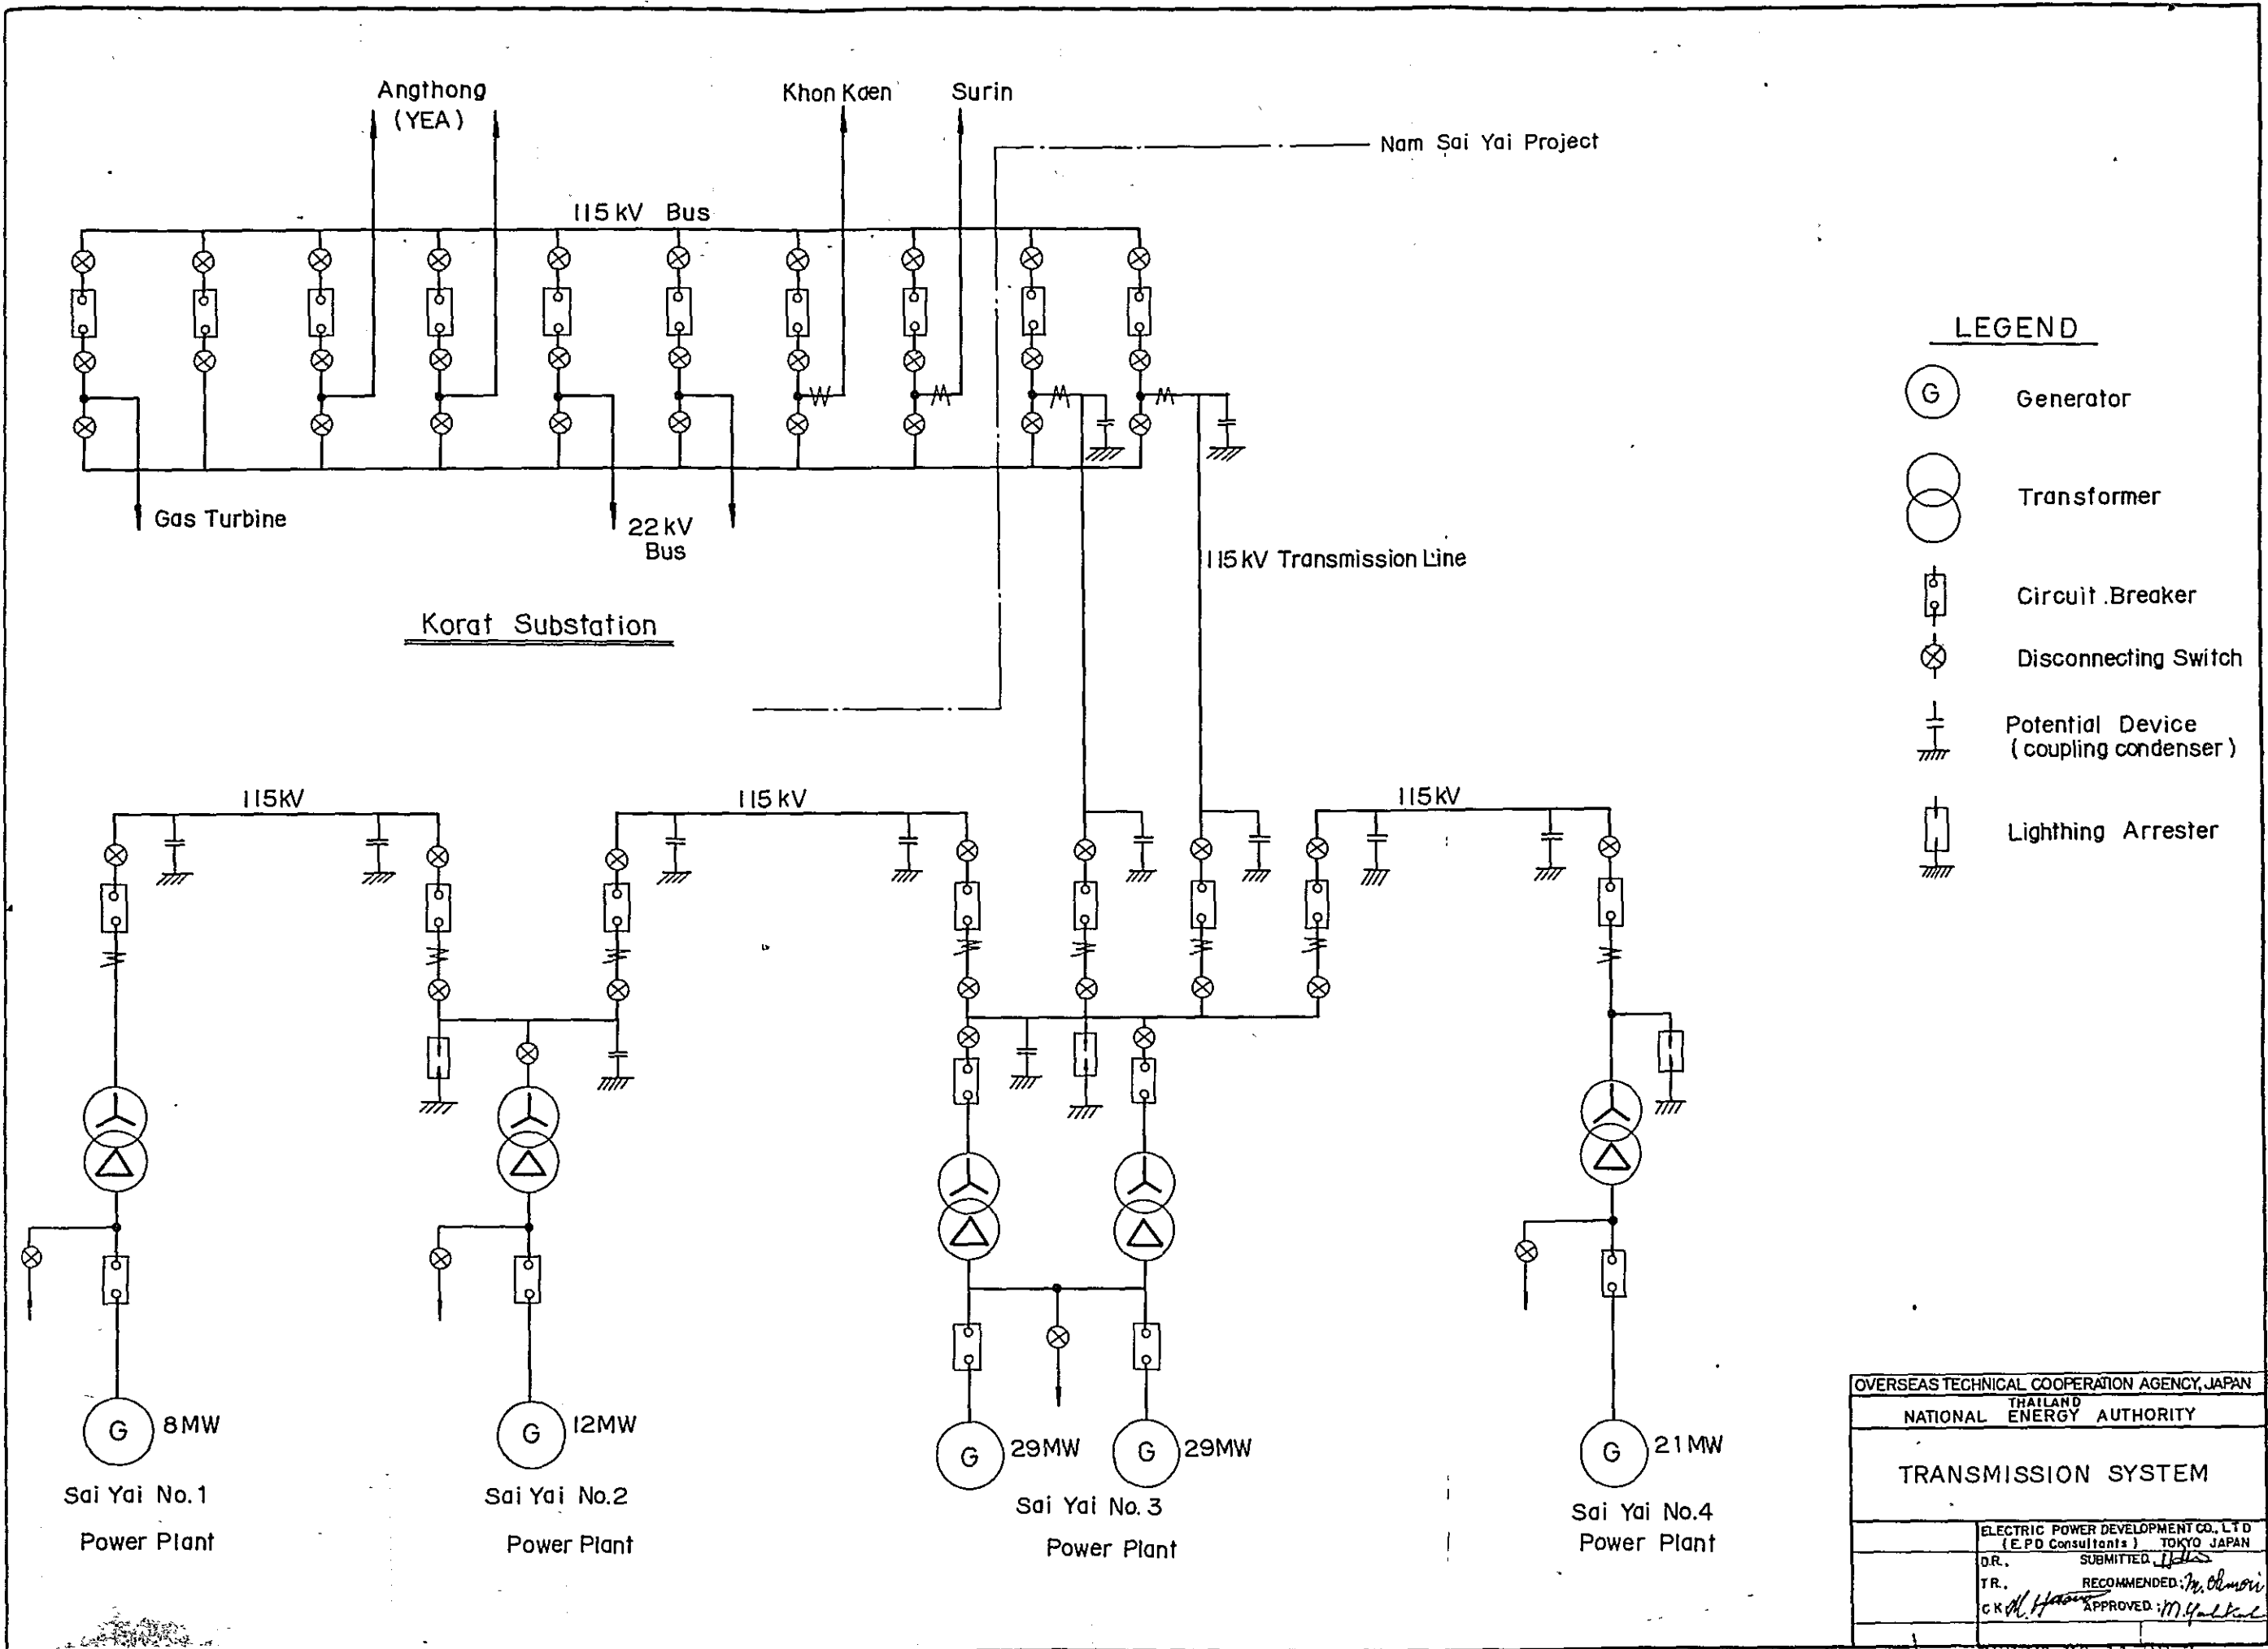 Angthong
(YEA)
Khon Kaen
Surin
Nam Sai Yai Project
115 kV Bus
Gas Turbine
22 kV
Bus
115 kV Transmission Line
Korat Substation
LEGEND
G Generator
Transformer
Circuit .Breaker
Disconnecting Switch
Potential Device
( coupling condenser )
Lighthing Arrester
115kV
115 kV
115kV
G 8MW
G 12MW
G 29MW
G 29MW
G 21MW
Sai Yai No.1
Power Plant
Sai Yai No.2
Power Plant
Sai Yai No. 3
Power Plant
Sai Yai No.4
Power Plant
OVERSEAS TECHNICAL COOPERATION AGENCY, JAPAN
THAILAND
NATIONAL ENERGY AUTHORITY
TRANSMISSION SYSTEM
ELECTRIC POWER DEVELOPMENT CO., LTD
( E.P.D Consultants ) TOKYO JAPAN
DR. SUBMITTED.
TR. RECOMMENDED: M. Ohmori
CK APPROVED :